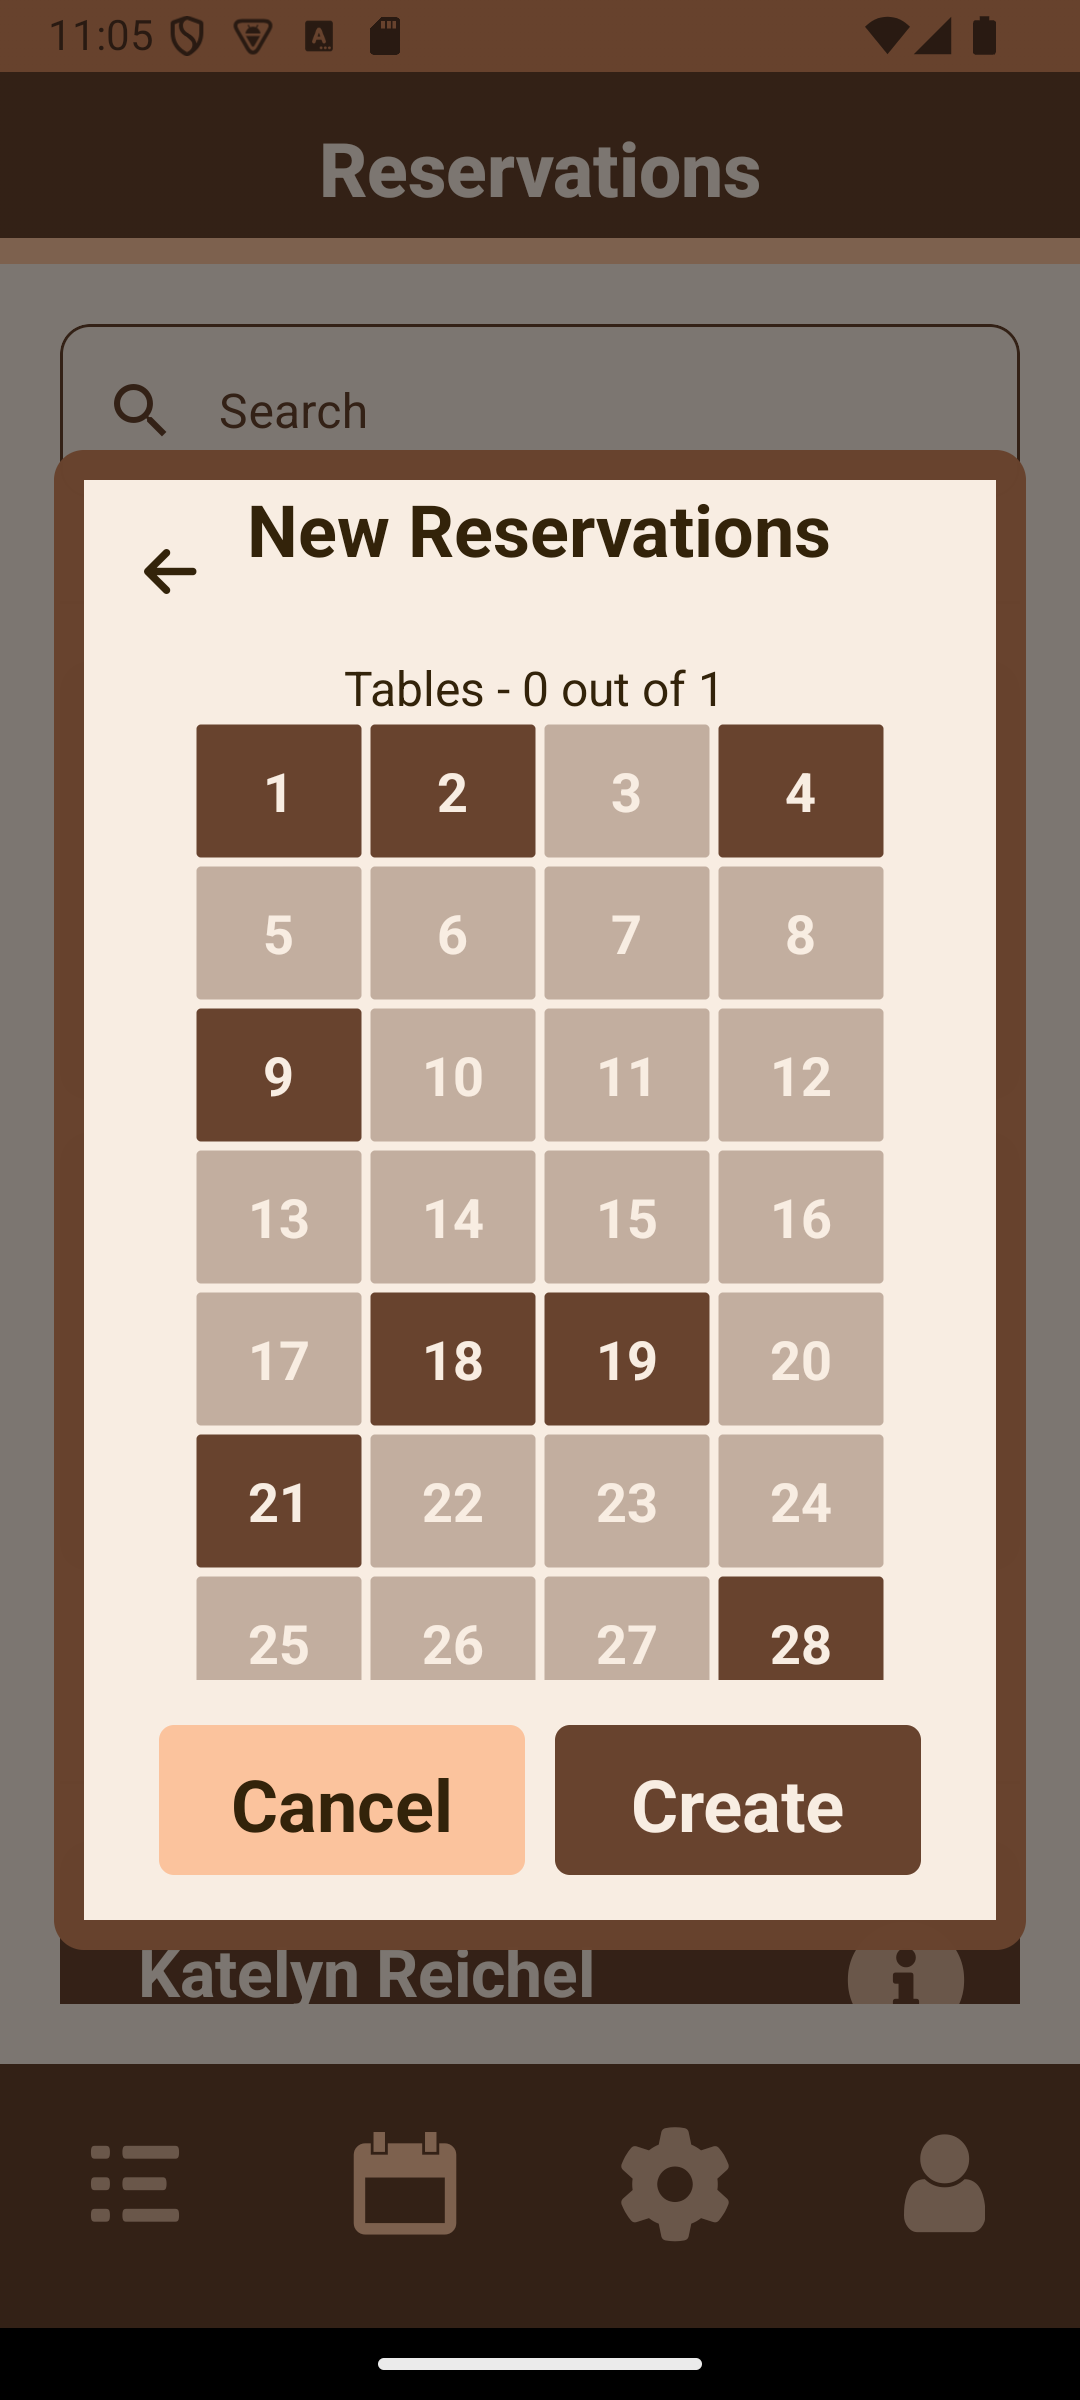 11:05
Reservations
Search
New Reservations
Tables - 0 out of 1
1 2 3 4
5 6 7 8
9 10 11 12
13 14 15 16
17 18 19 20
21 22 23 24
25 26 27 28
Cancel Create
Katelyn Reichel